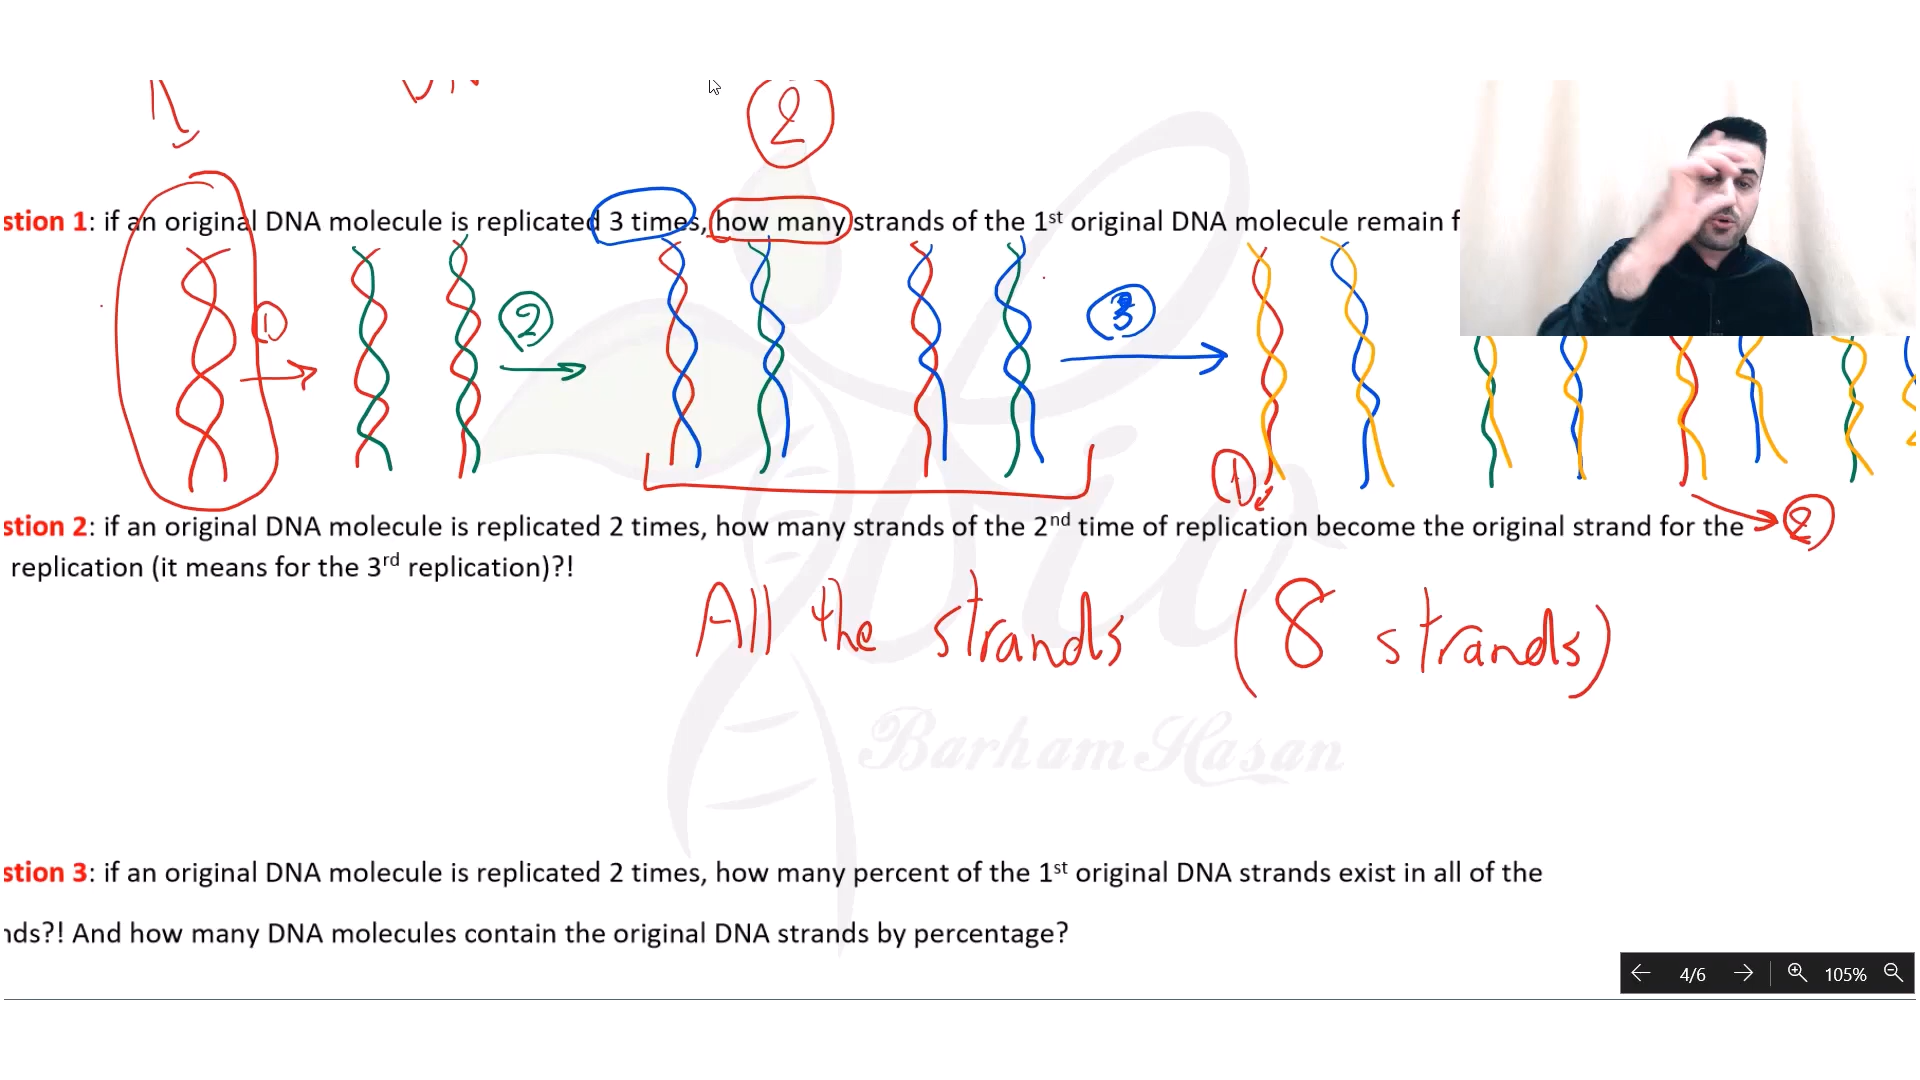 2
stion 1: if an original DNA molecule is replicated 3 times, how many strands of the 1st original DNA molecule remain f
1
2
3
1
stion 2: if an original DNA molecule is replicated 2 times, how many strands of the 2nd time of replication become the original strand for the
2
replication (it means for the 3rd replication)?!
All the strands (8 strands)
Barham Hasan
stion 3: if an original DNA molecule is replicated 2 times, how many percent of the 1st original DNA strands exist in all of the
nds?! And how many DNA molecules contain the original DNA strands by percentage?
4/6 105%